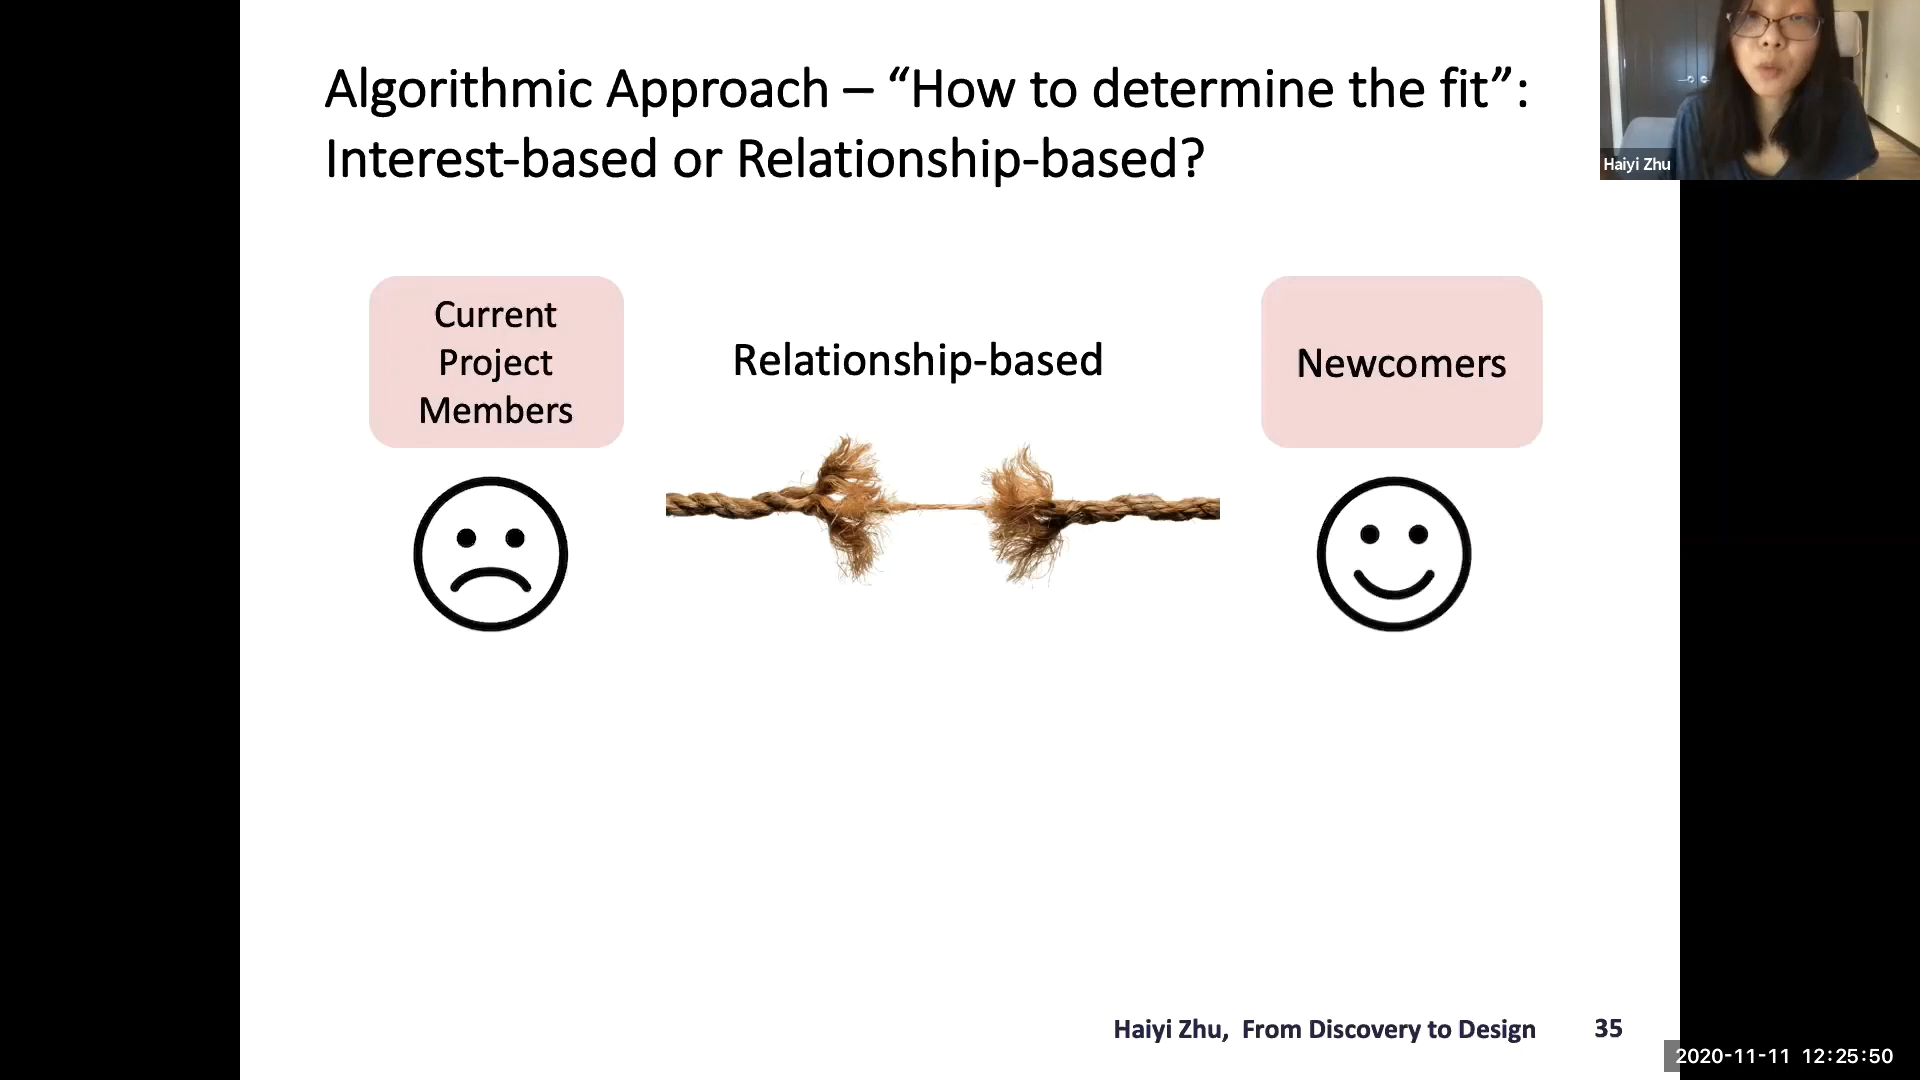 Algorithmic Approach – “How to determine the fit”:
Interest-based or Relationship-based?
Haiyi Zhu
Current
Project
Members
Relationship-based
Newcomers
Haiyi Zhu,  From Discovery to Design
35
2020-11-11 12:25:50